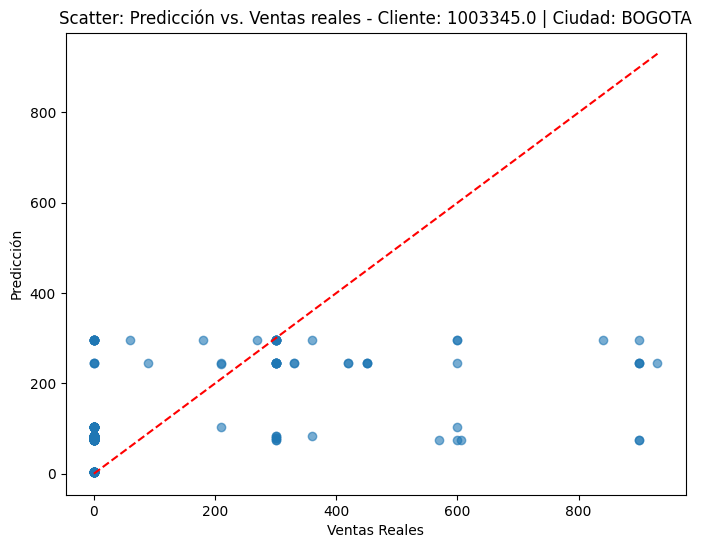 Scatter: Predicción vs. Ventas reales - Cliente: 1003345.0 | Ciudad: BOGOTA
800
600
400
200
0
Predicción
0 200 400 600 800
Ventas Reales